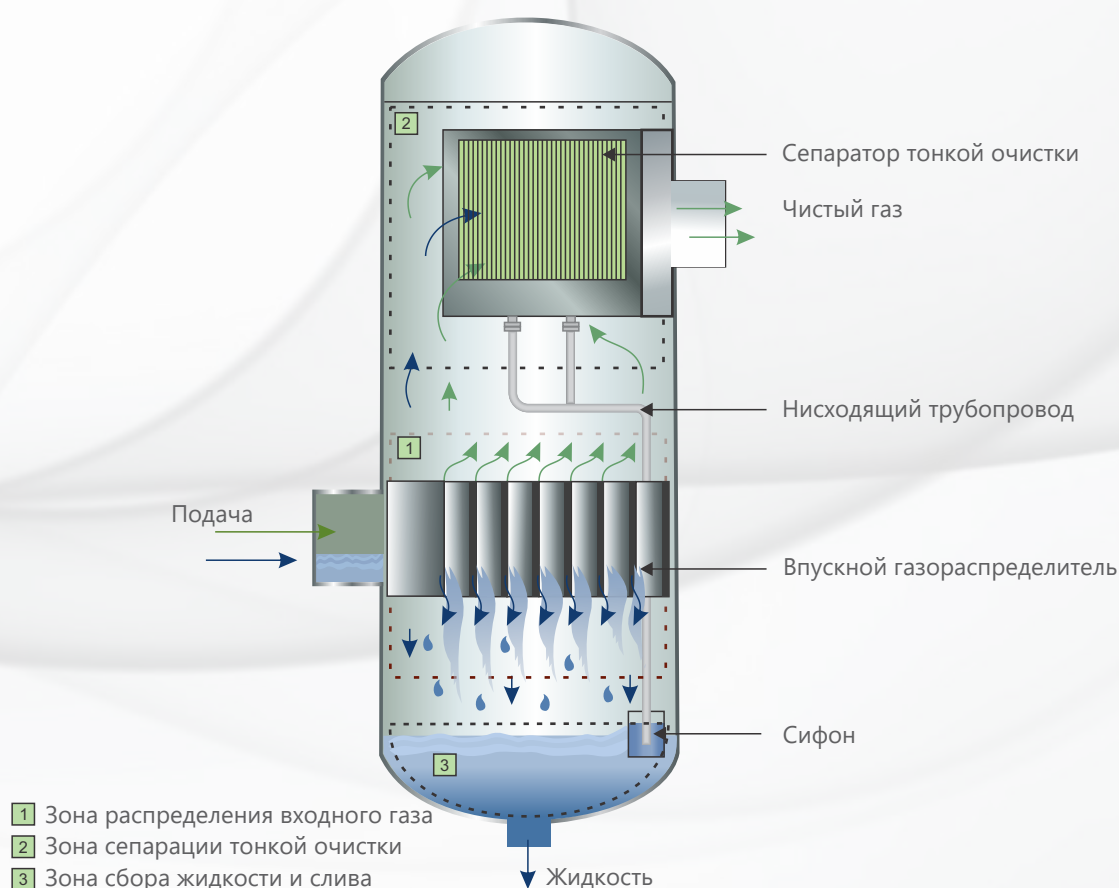 2
Сепаратор тонкой очистки
Чистый газ
Нисходящий трубопровод
1
Подача
Впускной газораспределитель
Сифон
3
1 Зона распределения входного газа
2 Зона сепарации тонкой очистки
3 Зона сбора жидкости и слива
Жидкость